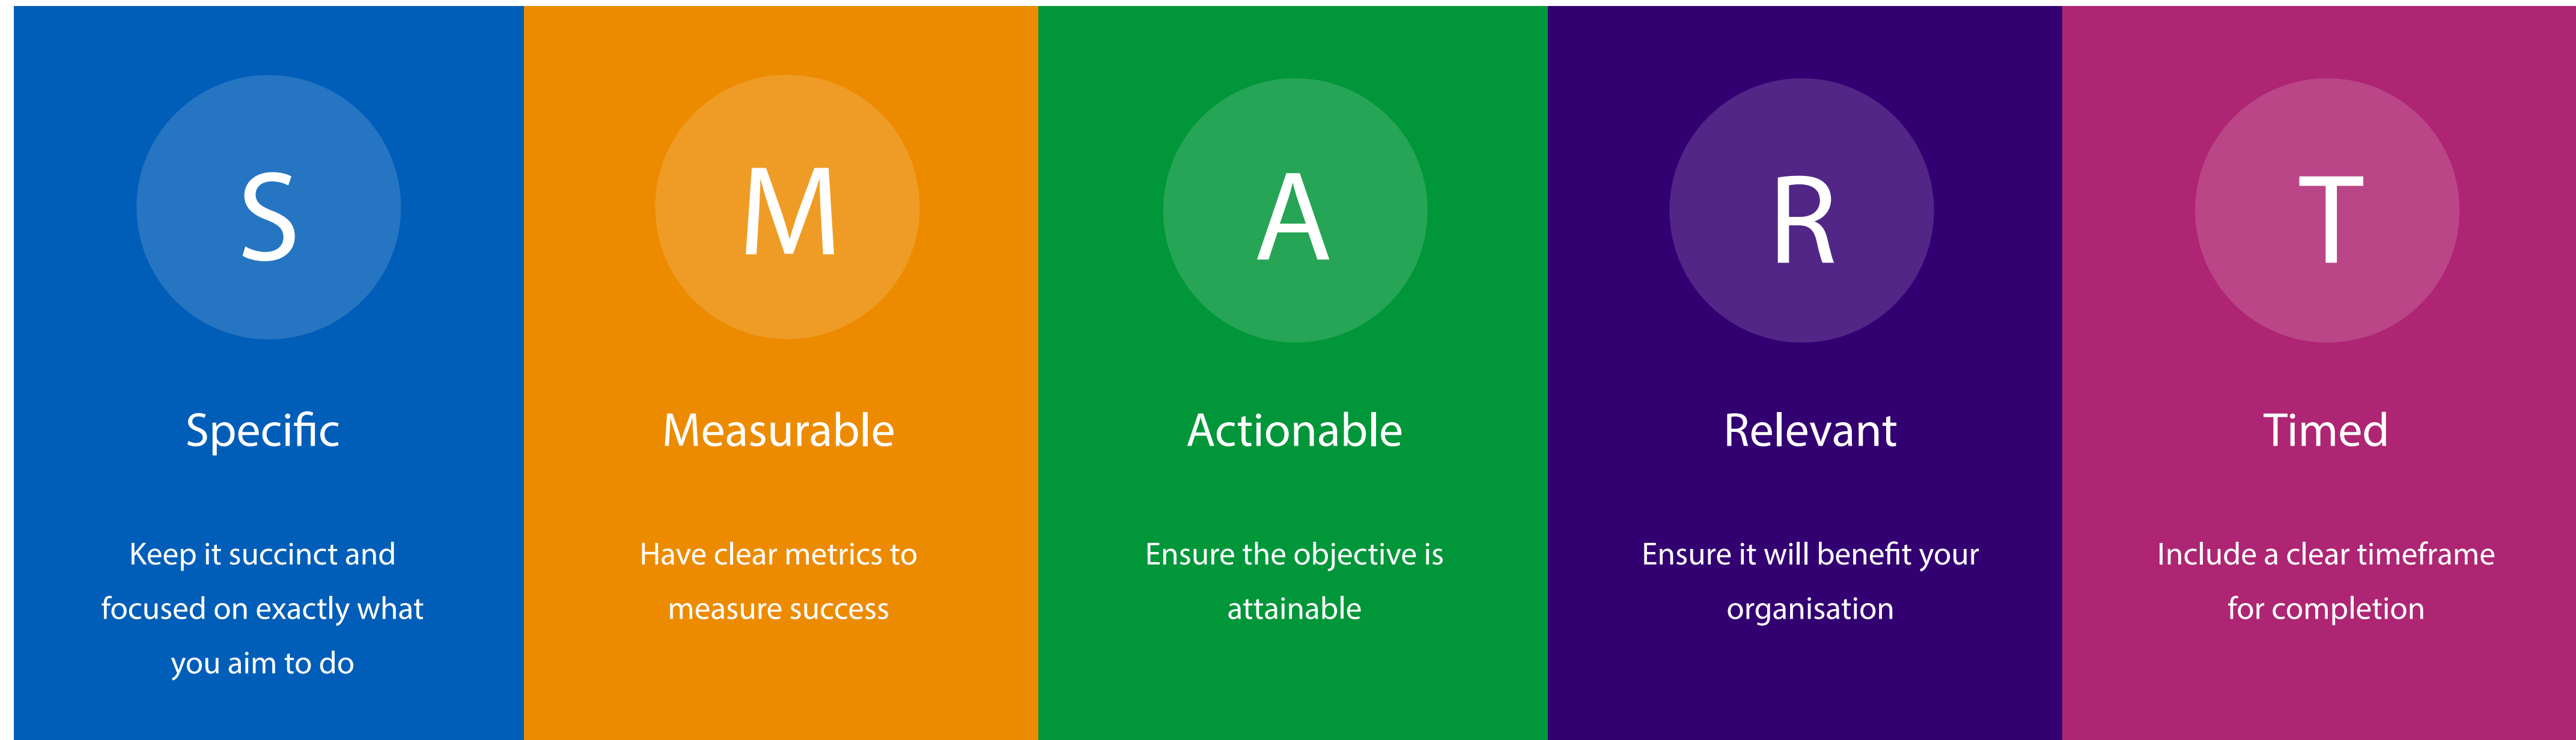 S
Specific
Keep it succinct and
focused on exactly what
you aim to do
M
Measurable
Have clear metrics to
measure success
A
Actionable
Ensure the objective is
attainable
R
Relevant
Ensure it will benefit your
organisation
T
Timed
Include a clear timeframe
for completion